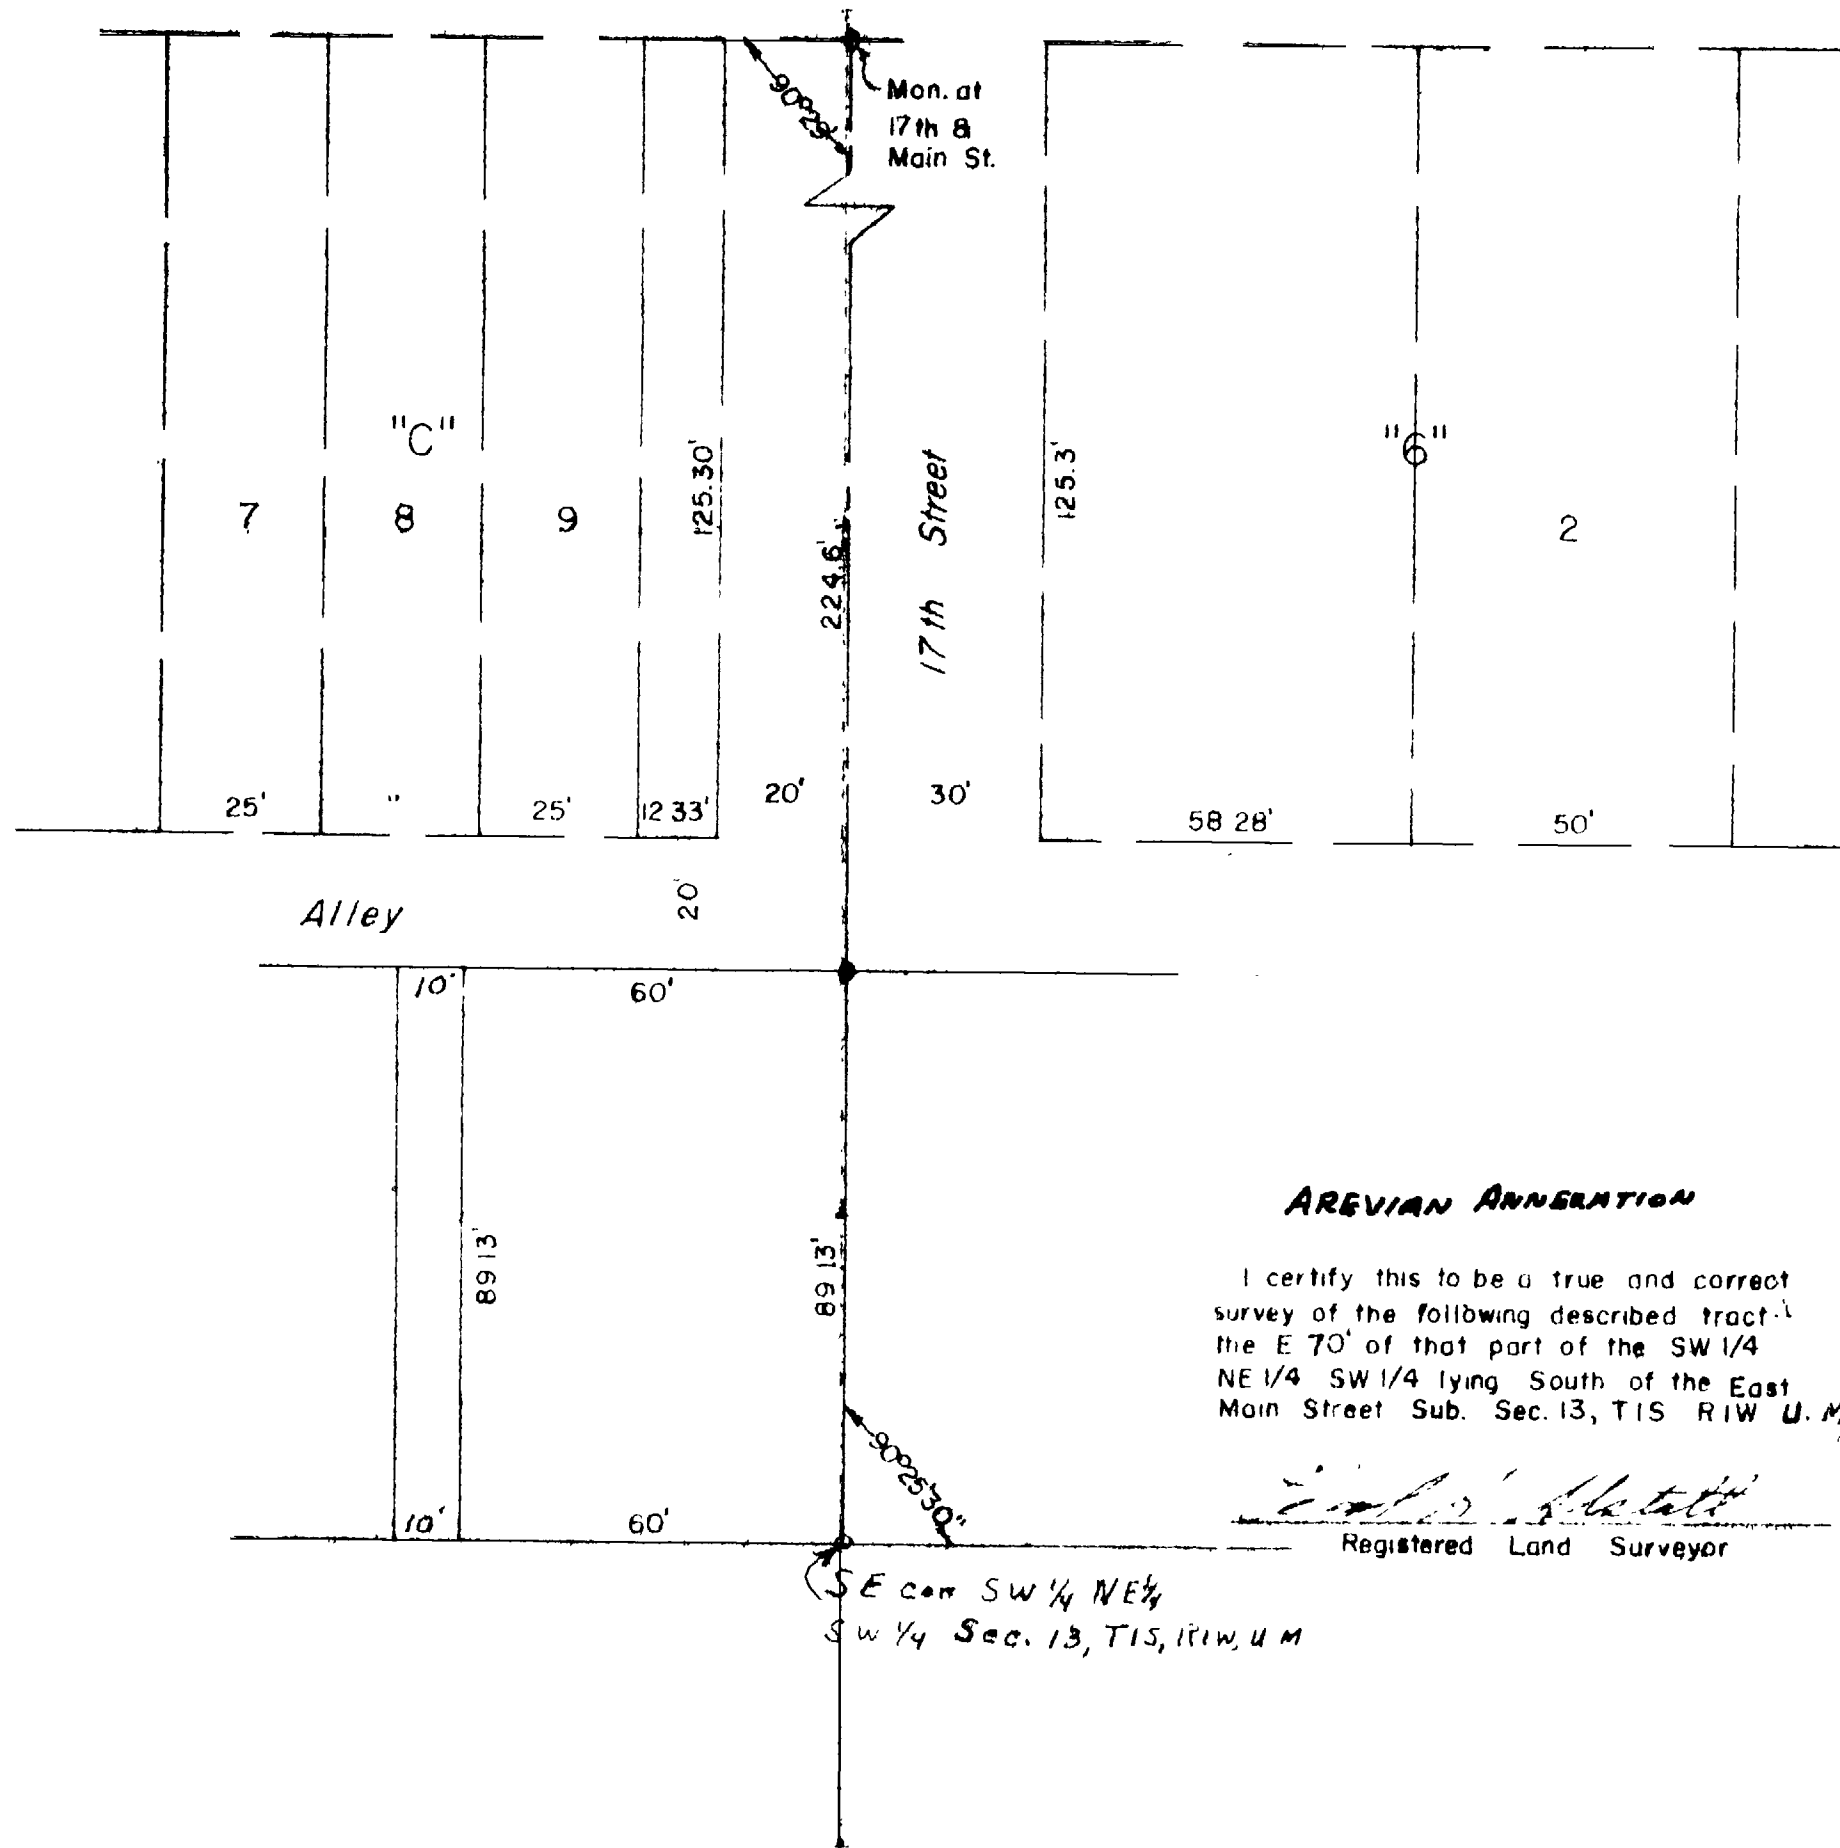 90°29'
Mon. at
17th &
Main St.
"C"
"6"
7
8
9
125.30'
224.6'
17th Street
125.3'
2
25'
"
25'
12 33'
20'
30'
58 28'
50'
Alley
20'
10'
60'
89 13'
89 13'
AREVIAN ANNEXATION
I certify this to be a true and correct
survey of the following described tract
the E 70' of that part of the SW 1/4
NE 1/4 SW 1/4 lying South of the East
Main Street Sub. Sec. 13, T1S R1W U. M.
90°25'30"
10'
60'
Registered Land Surveyor
SE cor SW 1/4 NE 1/4
SW 1/4 Sec. 13, T1S, R1W, U M